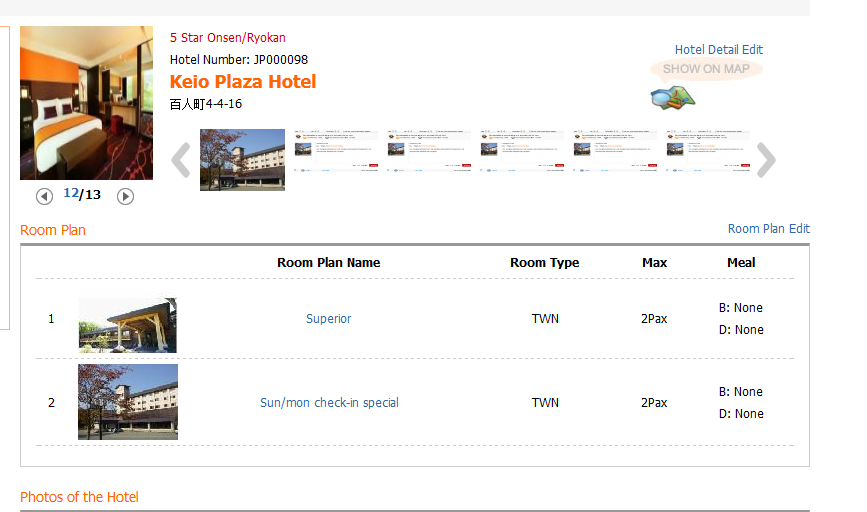 5 Star Onsen/Ryokan
Hotel Number: JP000098
Keio Plaza Hotel
百人町4-4-16
Hotel Detail Edit
SHOW ON MAP
12/13
Room Plan
Room Plan Edit
Room Plan Name Room Type Max Meal
1 Superior TWN 2Pax B: None
D: None
2 Sun/mon check-in special TWN 2Pax B: None
D: None
Photos of the Hotel